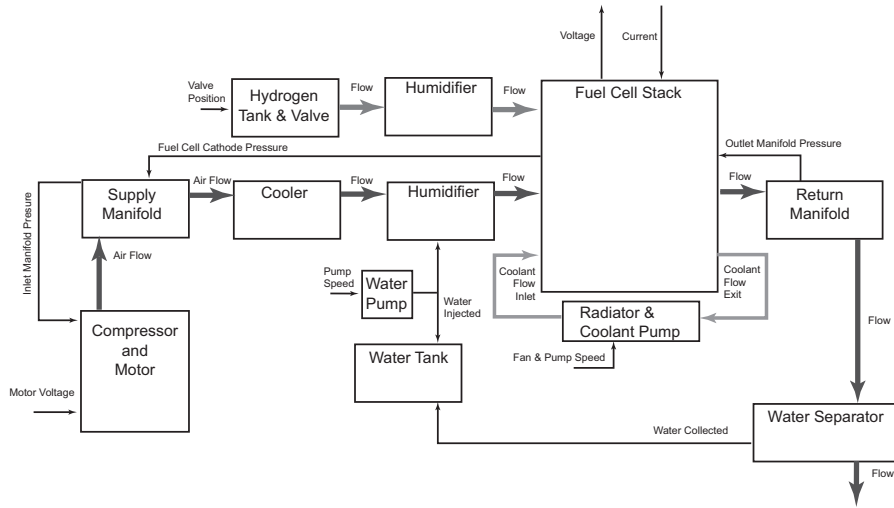 Voltage
Current
Valve
Position
Hydrogen
Tank & Valve
Flow
Humidifier
Flow
Fuel Cell Stack
Fuel Cell Cathode Pressure
Outlet Manifold Pressure
Inlet Manifold Presure
Supply
Manifold
Air Flow
Cooler
Flow
Humidifier
Flow
Flow
Return
Manifold
Air Flow
Pump
Speed
Water
Pump
Water
Injected
Coolant
Flow
Inlet
Coolant
Flow
Exit
Radiator &
Coolant Pump
Flow
Compressor
and
Motor
Water Tank
Fan & Pump Speed
Motor Voltage
Water Separator
Water Collected
Flow